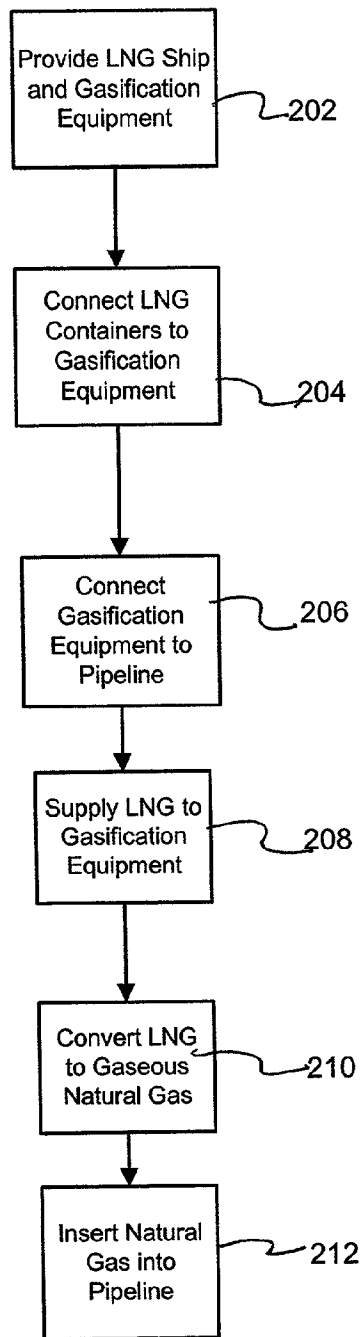 Provide LNG Ship
and Gasification
Equipment
202
Connect LNG
Containers to
Gasification
Equipment
204
Connect
Gasification
Equipment to
Pipeline
206
Supply LNG to
Gasification
Equipment
208
Convert LNG
to Gaseous
Natural Gas
210
Insert Natural
Gas into
Pipeline
212